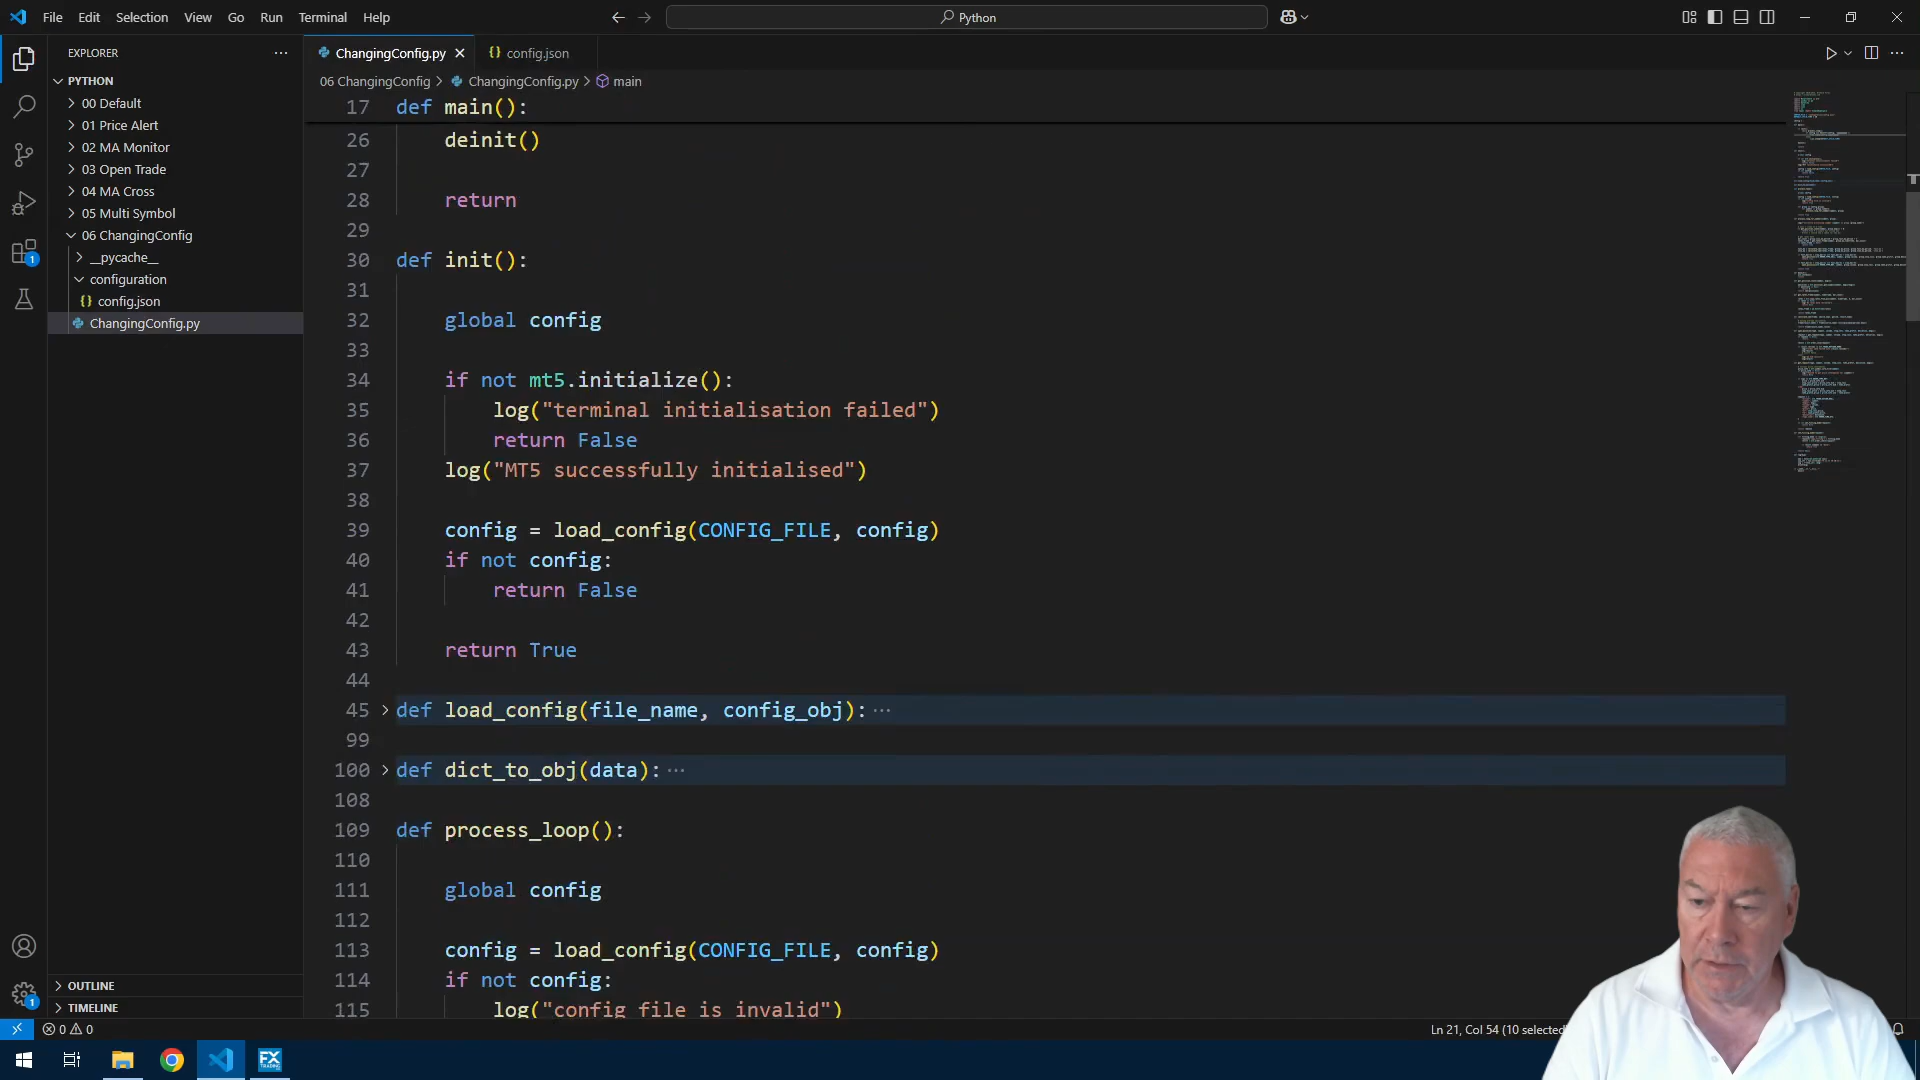 File Edit Selection View Go Run Terminal Help
Python
EXPLORER
PYTHON
00 Default
01 Price Alert
02 MA Monitor
03 Open Trade
04 MA Cross
05 Multi Symbol
06 ChangingConfig
__pycache__
configuration
{} config.json
ChangingConfig.py
OUTLINE
TIMELINE
ChangingConfig.py
{} config.json
06 ChangingConfig > ChangingConfig.py > main
17 def main():
26 deinit()
27
28 return
29
30 def init():
31
32 global config
33
34 if not mt5.initialize():
35 log("terminal initialisation failed")
36 return False
37 log("MT5 successfully initialised")
38
39 config = load_config(CONFIG_FILE, config)
40 if not config:
41 return False
42
43 return True
44
45 def load_config(file_name, config_obj): ···
99
100 def dict_to_obj(data): ···
108
109 def process_loop():
110
111 global config
112
113 config = load_config(CONFIG_FILE, config)
114 if not config:
115 log("config file is invalid")
1
1
0 0
Ln 21, Col 54 (10 selected
FX
TRADING